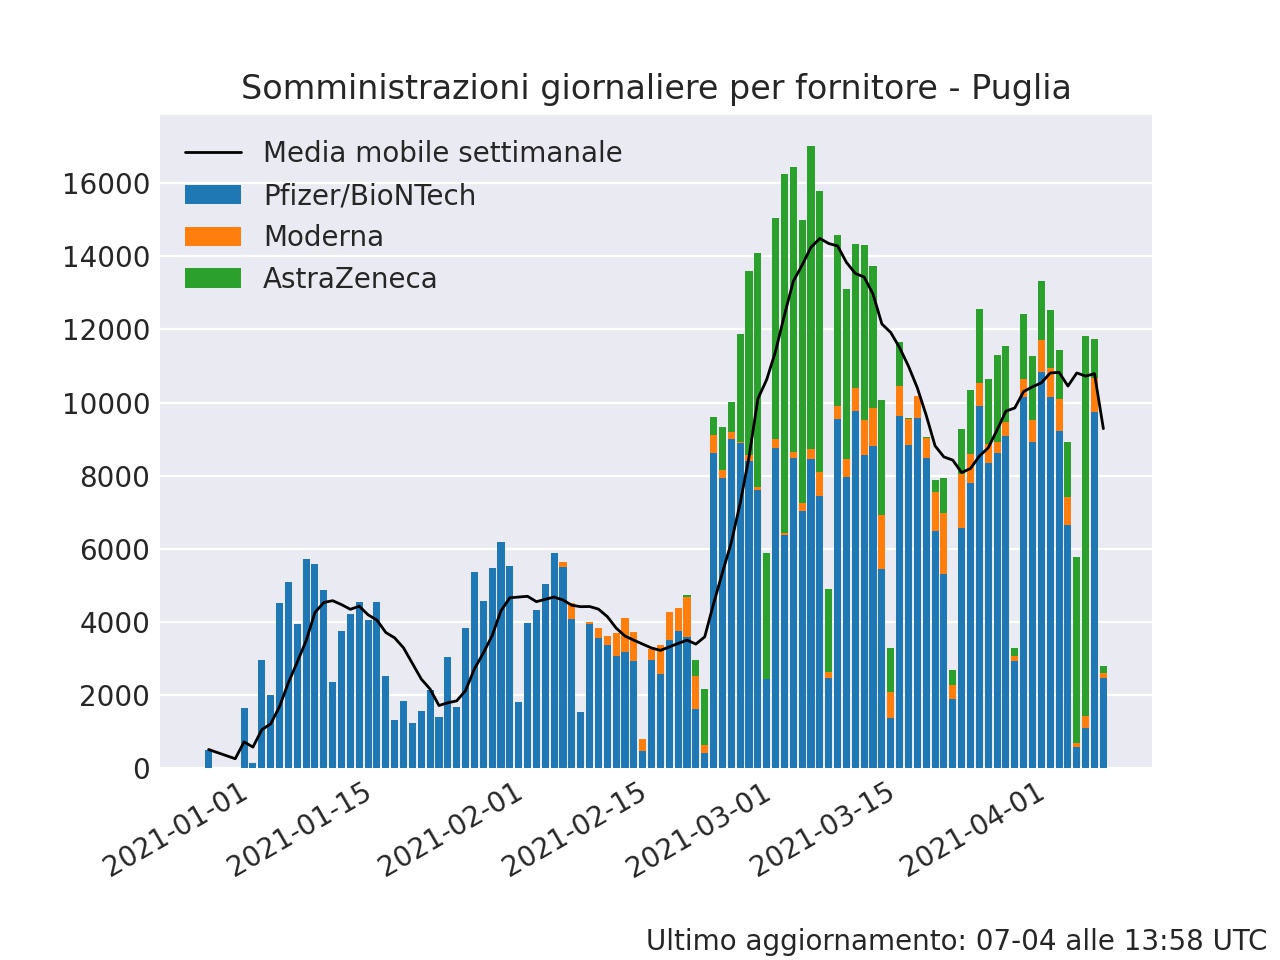 Somministrazioni giornaliere per fornitore - Puglia
Media mobile settimanale
Pfizer/BioNTech
Moderna
AstraZeneca
16000
14000
12000
10000
8000
6000
4000
2000
0
2021-01-01
2021-01-15
2021-02-01
2021-02-15
2021-03-01
2021-03-15
2021-04-01
Ultimo aggiornamento: 07-04 alle 13:58 UTC